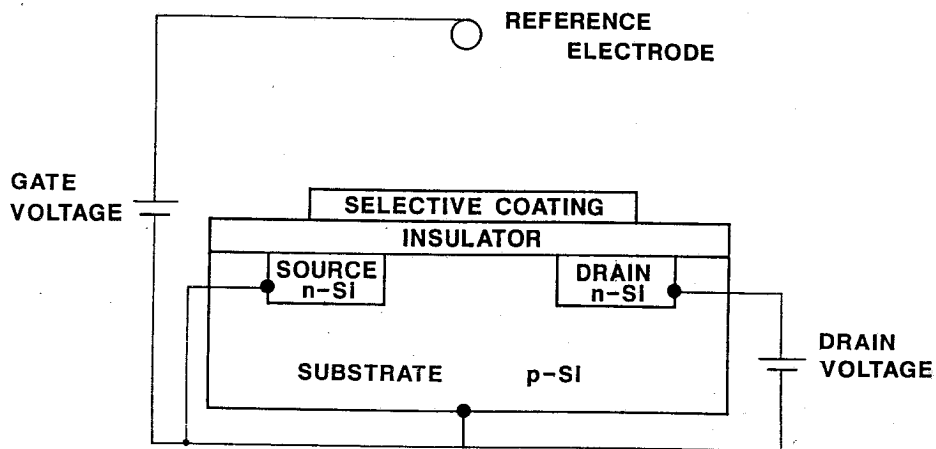 REFERENCE
ELECTRODE
GATE
VOLTAGE
SELECTIVE COATING
INSULATOR
SOURCE
n-Si
DRAIN
n-Si
SUBSTRATE p-SI
DRAIN
VOLTAGE